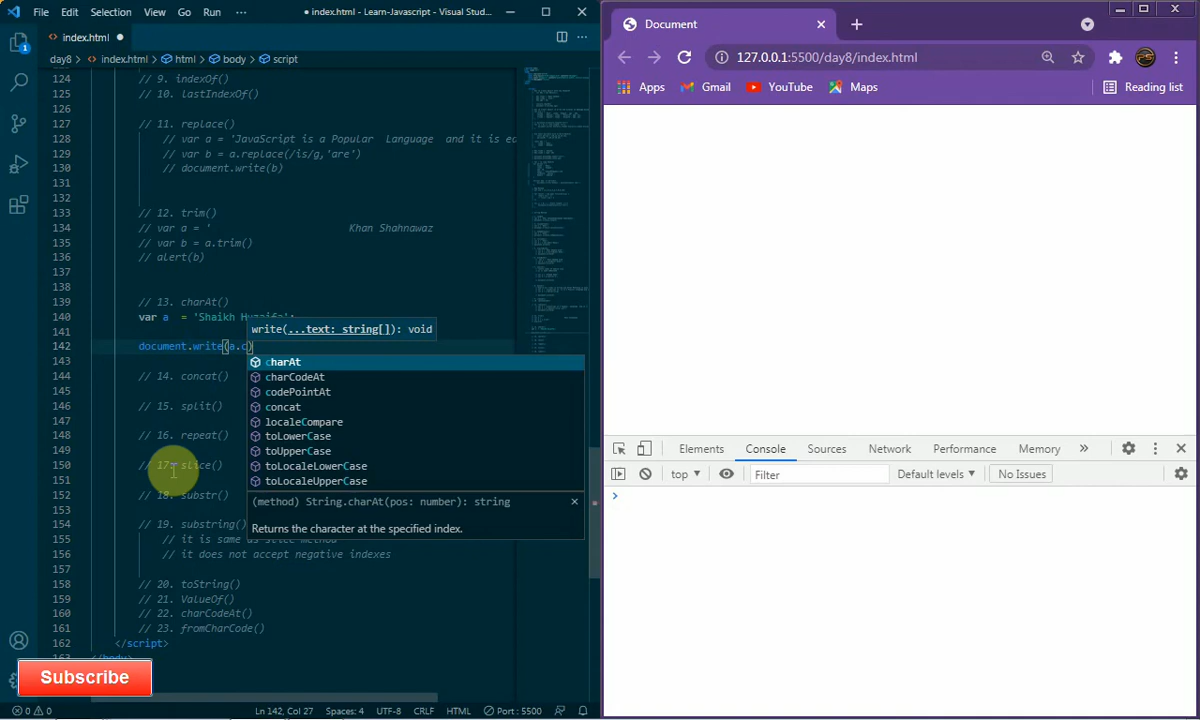 File Edit Selection View Go Run ··· • index.html - Learn-Javascript - Visual Stud...
index.html
day8 > index.html > html > body > script
124 // 9. indexOf()
125 // 10. lastIndexOf()
126
127 // 11. replace()
128 // var a = 'JavaScript is a Popular Language and it is ea
129 // var b = a.replace(/is/g,'are')
130 // document.write(b)
131
132
133 // 12. trim()
134 // var a = ' Khan Shahnawaz
135 // var b = a.trim()
136 // alert(b)
137
138
139 // 13. charAt()
140 var a = 'Shaikh Huzaifa';
141
142 document.write(a.c)
143
144 // 14. concat()
145
146 // 15. split()
147
148 // 16. repeat()
149
150 // 17. slice()
151
152 // 18. substr()
153
154 // 19. substring()
155 // it is same as slice method
156 // it does not accept negative indexes
157
158 // 20. toString()
159 // 21. ValueOf()
160 // 22. charCodeAt()
161 // 23. fromCharCode()
162 </script>
163 </body>
write(...text: string[]): void
charAt
charCodeAt
codePointAt
concat
localeCompare
toLowerCase
toUpperCase
toLocaleLowerCase
toLocaleUpperCase
(method) String.charAt(pos: number): string
Returns the character at the specified index.
1
Subscribe
0 0 Ln 142, Col 27 Spaces: 4 UTF-8 CRLF HTML Port : 5500
Document
127.0.0.1:5500/day8/index.html
Apps Gmail YouTube Maps Reading list
Elements Console Sources Network Performance Memory »
top Filter Default levels No Issues